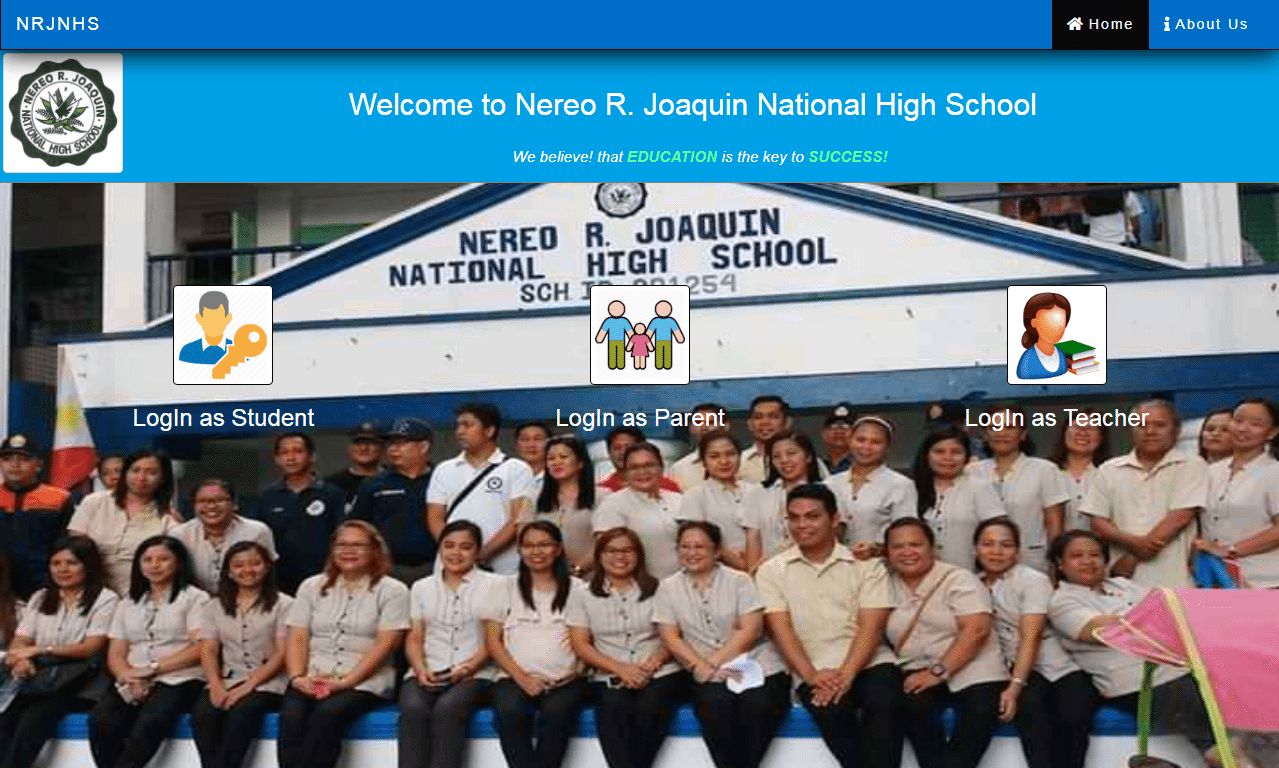 NRJNHS
Home
About Us
NEREO R. JOAQUIN
NATIONAL HIGH SCHOOL
Welcome to Nereo R. Joaquin National High School
We believe! that EDUCATION is the key to SUCCESS!
NEREO R. JOAQUIN
NATIONAL HIGH SCHOOL
SCH 254
LogIn as Student
LogIn as Parent
LogIn as Teacher